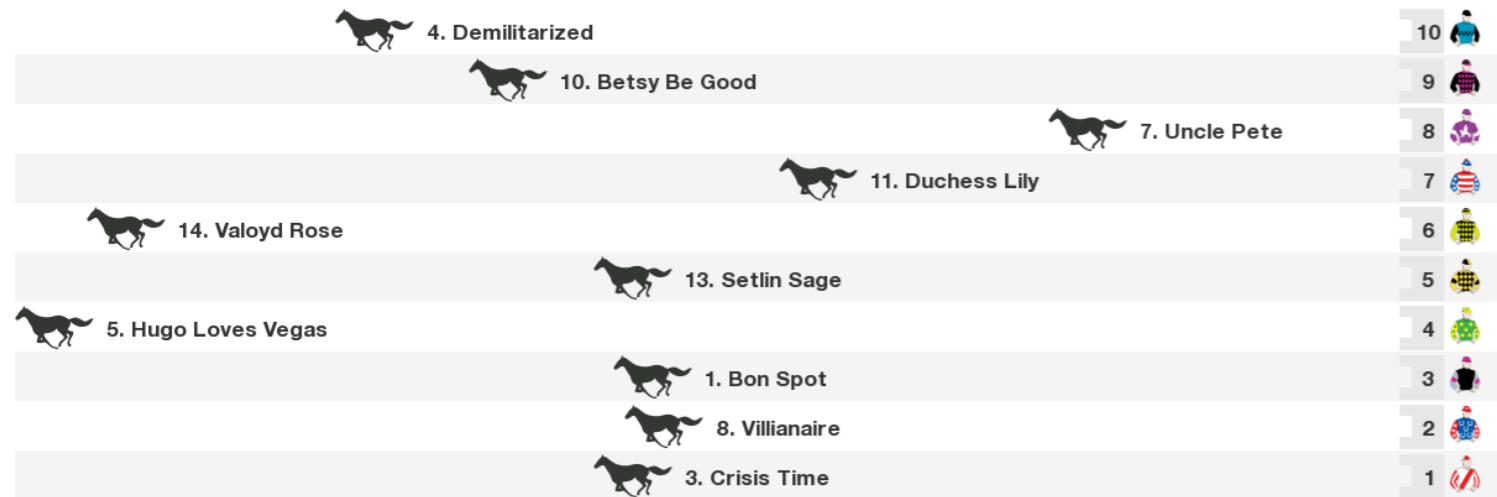 4. Demilitarized 10
10. Betsy Be Good 9
7. Uncle Pete 8
11. Duchess Lily 7
14. Valoyd Rose 6
13. Setlin Sage 5
5. Hugo Loves Vegas 4
1. Bon Spot 3
8. Villianaire 2
3. Crisis Time 1